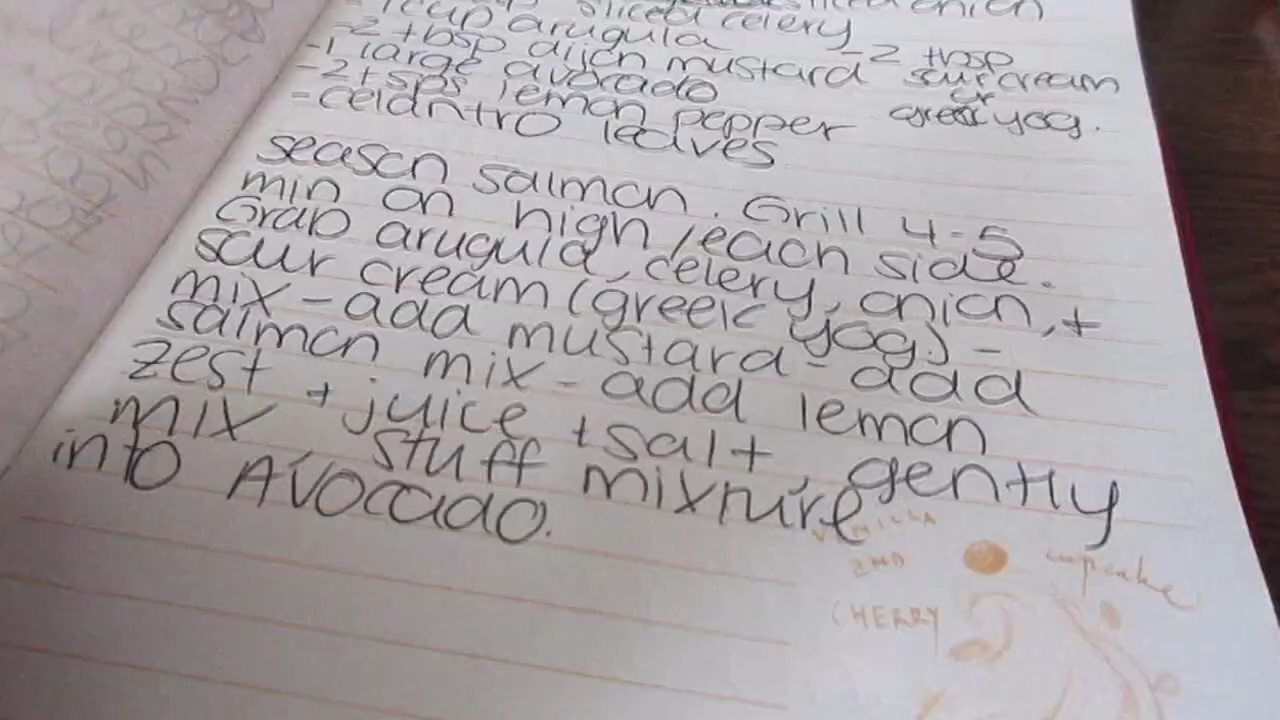 sliced celery
arugula
-2 tbsp dijon mustard
-2 tbsp
-1 large avocado
sour cream
or
-2 tsps lemon pepper
greek yog.
-ceidntro leaves
season salmon. Grill 4-5
min on high/each side.
Grab arugula, celery, onion, +
sour cream (greek yog) -
mix - add mustard - add
salmon mix - add lemon
zest + juice + salt, gently
mix stuff mixture
into Avocado.
VANILLA
AND
cupcake
CHERRY